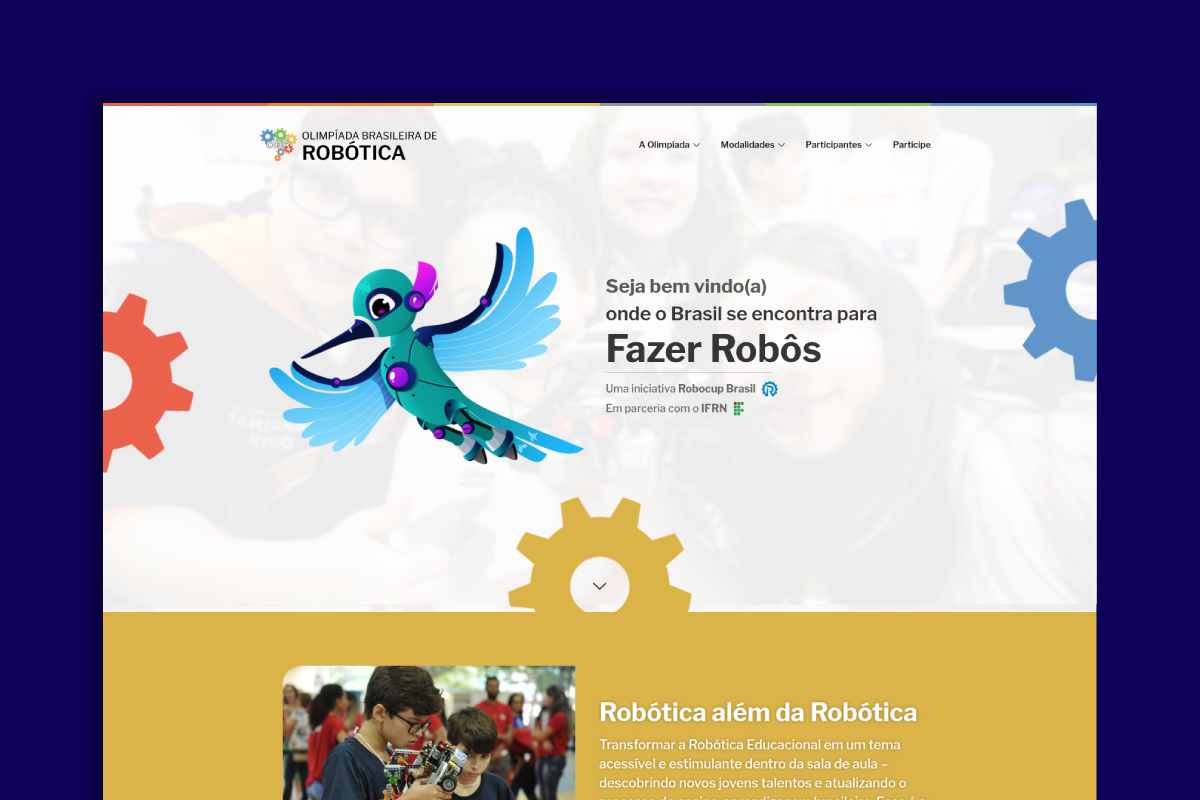 OLIMPÍADA BRASILEIRA DE
ROBÓTICA
A Olimpíada
Modalidades
Participantes
Participe
Seja bem vindo(a)
onde o Brasil se encontra para
Fazer Robôs
Uma iniciativa Robocup Brasil
Em parceria com o IFRN
Robótica além da Robótica
Transformar a Robótica Educacional em um tema
acessível e estimulante dentro da sala de aula –
descobrindo novos jovens talentos e atualizando o